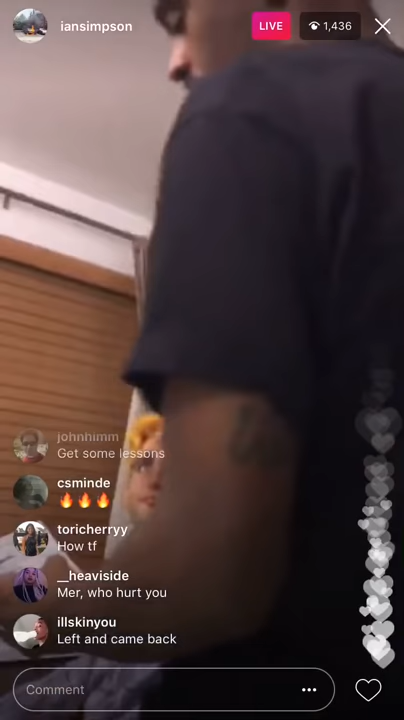 iansimpson
LIVE
1,436
johnhimm
Get some lessons
csminde
🔥🔥🔥
toricherryy
How tf
__heaviside
Mer, who hurt you
illskinyou
Left and came back
Comment